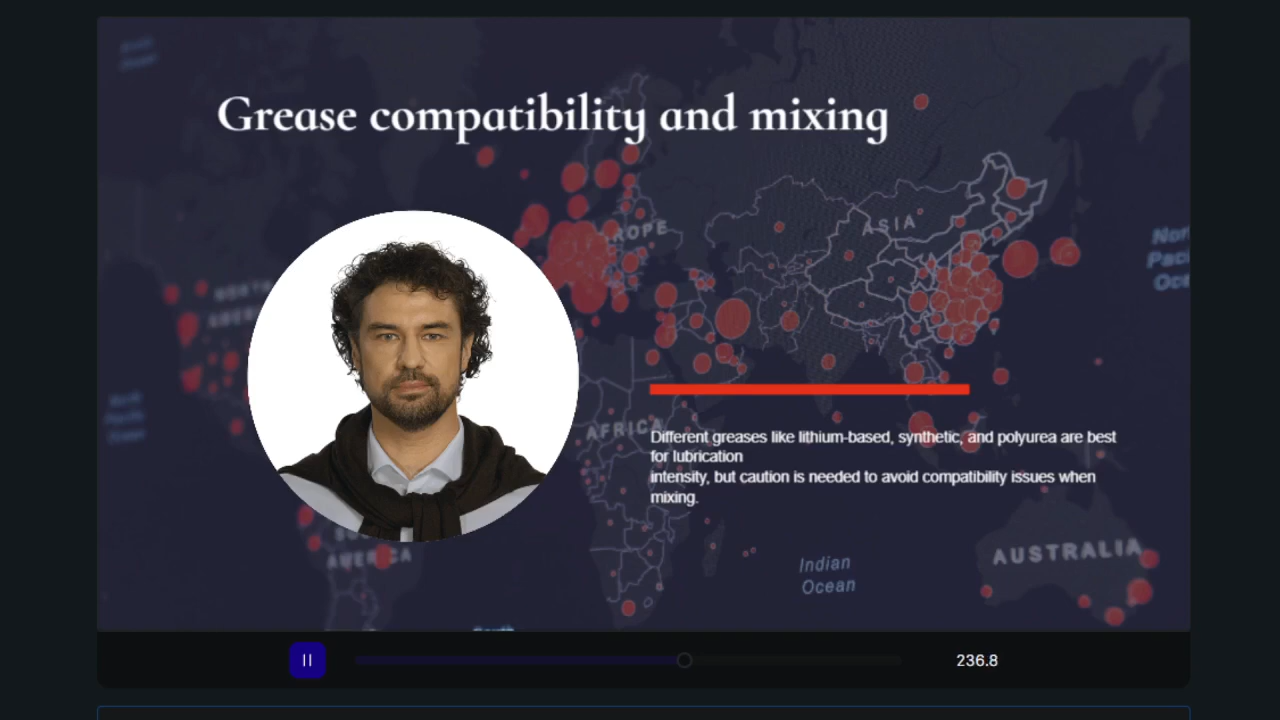 Grease compatibility and mixing
ASIA
AFRICA
Different greases like lithium-based, synthetic, and polyurea are best
for lubrication
intensity, but caution is needed to avoid compatibility issues when
mixing.
AUSTRALIA
Indian
Ocean
236.8